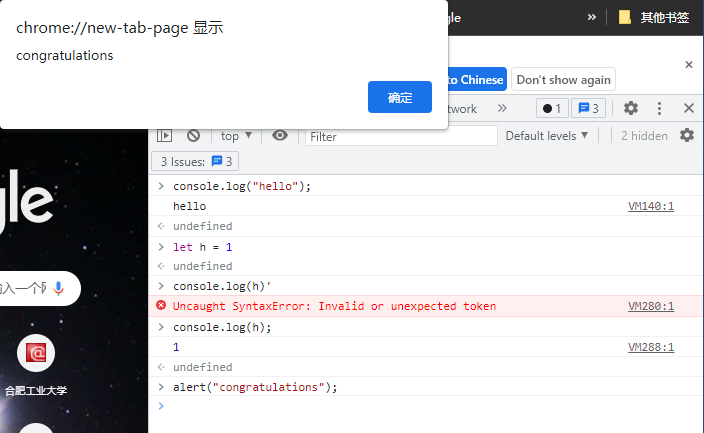 chrome://new-tab-page 显示
congratulations
确定
gle
»
其他书签
to Chinese
Don't show again
twork
»
1
3
top ▼
Filter
Default levels ▼
2 hidden
3 Issues:
3
gle
> console.log("hello");
hello
VM140:1
undefined
> let h = 1
undefined
> console.log(h)'
Uncaught SyntaxError: Invalid or unexpected token
VM280:1
> console.log(h);
1
VM288:1
undefined
> alert("congratulations");
>
输入一个网
合肥工业大学